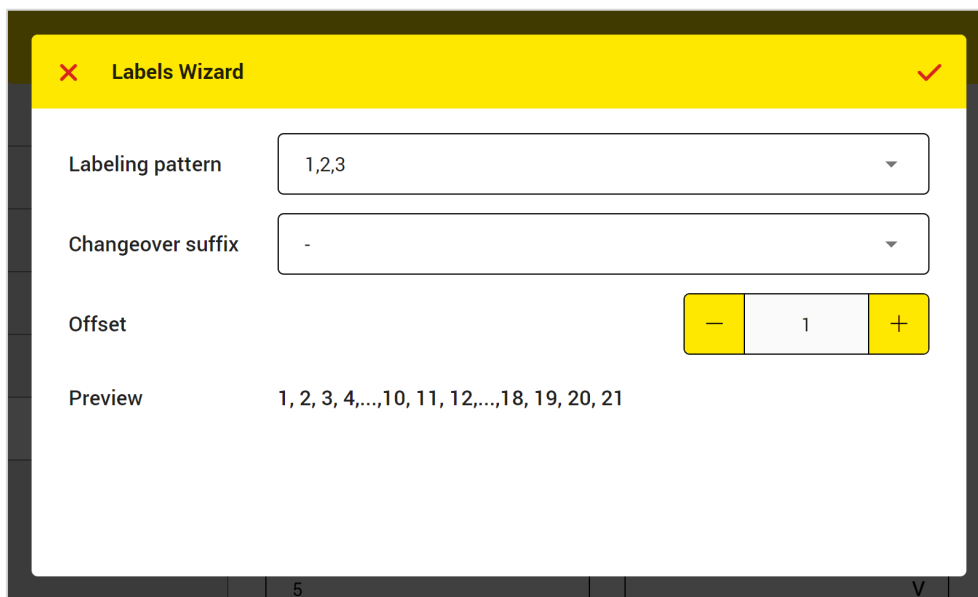 Labels Wizard
Labeling pattern 1,2,3
Changeover suffix -
Offset − 1 +
Preview 1, 2, 3, 4,...,10, 11, 12,...,18, 19, 20, 21
5 V